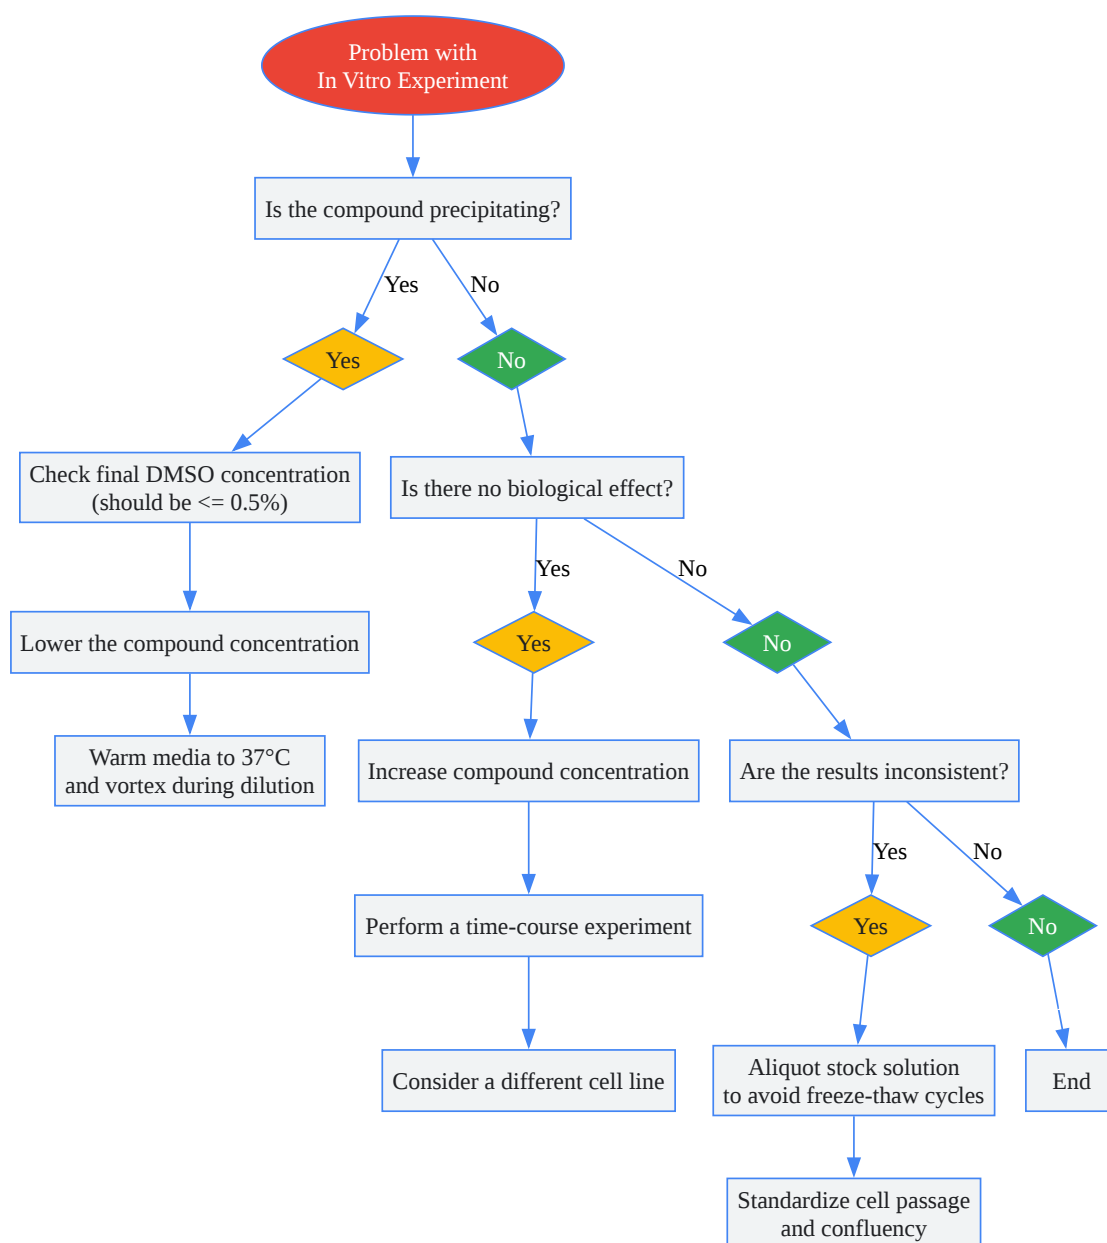 Problem with
In Vitro Experiment
Is the compound precipitating?
Yes
No
Yes
No
Check final DMSO concentration
(should be <= 0.5%)
Is there no biological effect?
Yes
No
Lower the compound concentration
Yes
No
Warm media to 37°C
and vortex during dilution
Increase compound concentration
Are the results inconsistent?
Yes
No
Perform a time-course experiment
Yes
No
Consider a different cell line
Aliquot stock solution
to avoid freeze-thaw cycles
End
Standardize cell passage
and confluency